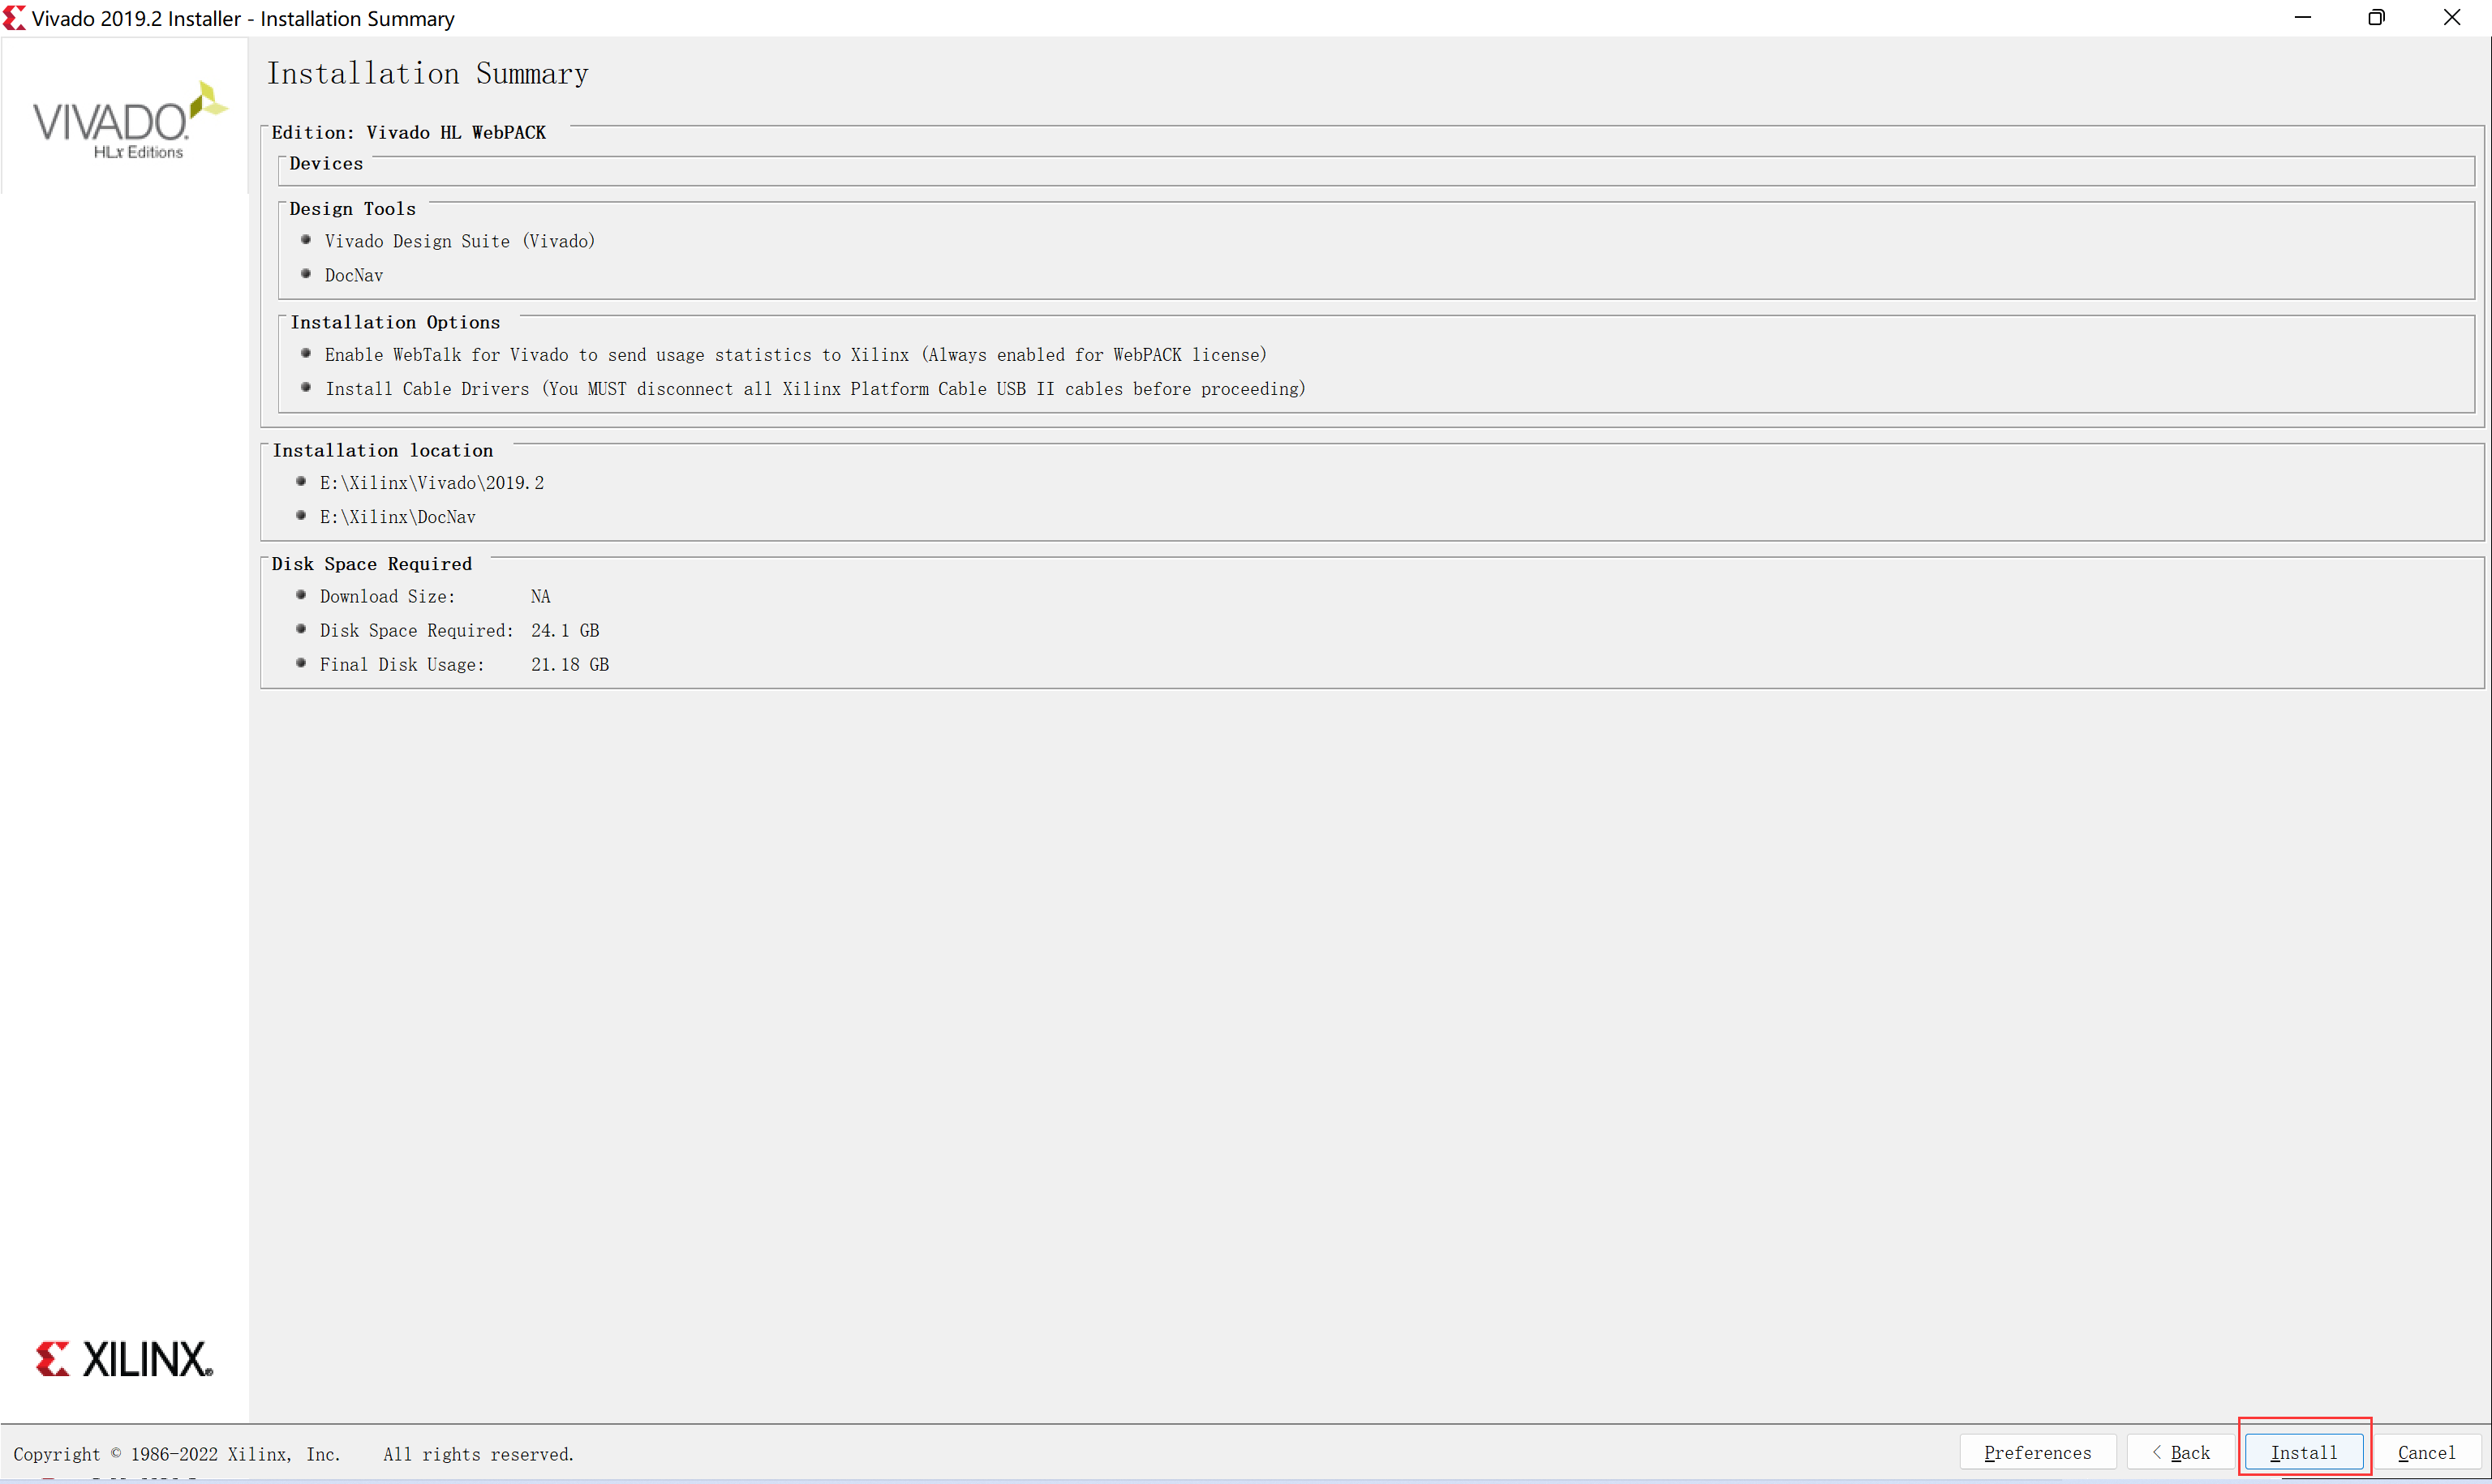 Vivado 2019.2 Installer - Installation Summary
VIVADO.
HLx Editions
Installation Summary
Edition: Vivado HL WebPACK
Devices
Design Tools
Vivado Design Suite (Vivado)
DocNav
Installation Options
Enable WebTalk for Vivado to send usage statistics to Xilinx (Always enabled for WebPACK license)
Install Cable Drivers (You MUST disconnect all Xilinx Platform Cable USB II cables before proceeding)
Installation location
E:\Xilinx\Vivado\2019.2
E:\Xilinx\DocNav
Disk Space Required
Download Size: NA
Disk Space Required: 24.1 GB
Final Disk Usage: 21.18 GB
XILINX
Copyright © 1986-2022 Xilinx, Inc. All rights reserved.
Preferences < Back Install Cancel